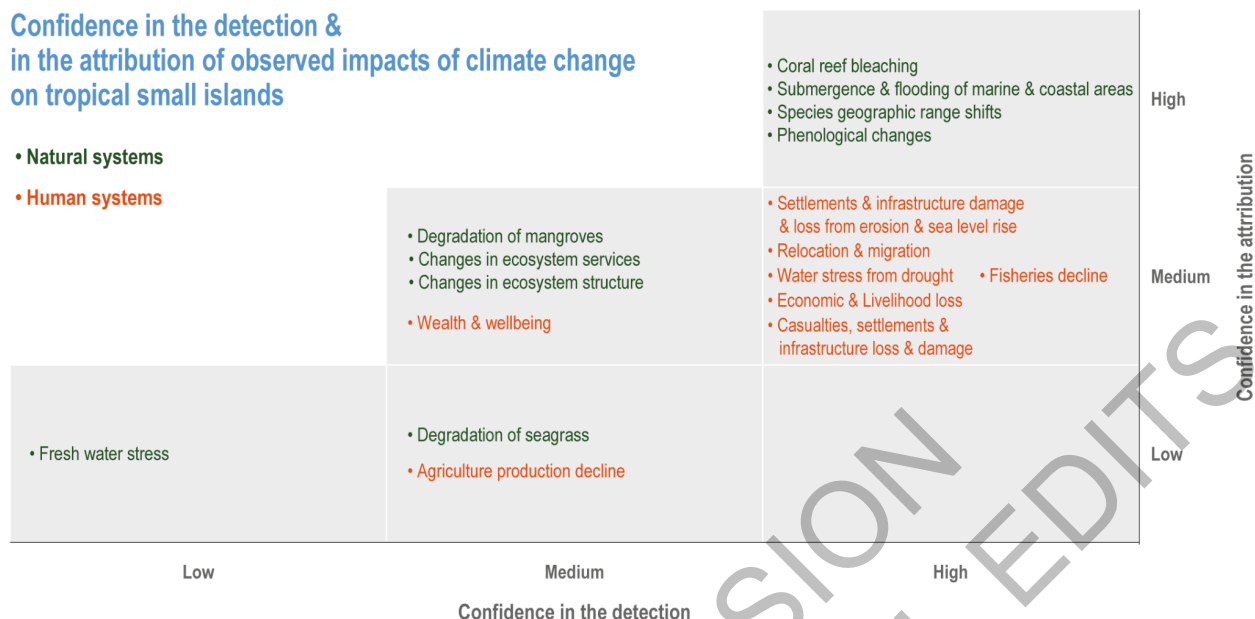 Confidence in the detection &
in the attribution of observed impacts of climate change
on tropical small islands
• Natural systems
• Human systems
• Coral reef bleaching
• Submergence & flooding of marine & coastal areas
• Species geographic range shifts
• Phenological changes
High
• Degradation of mangroves
• Changes in ecosystem services
• Changes in ecosystem structure
• Wealth & wellbeing
• Settlements & infrastructure damage
& loss from erosion & sea level rise
• Relocation & migration
• Water stress from drought • Fisheries decline
• Economic & Livelihood loss
• Casualties, settlements &
infrastructure loss & damage
Medium
• Fresh water stress
• Degradation of seagrass
• Agriculture production decline
Low
Confidence in the attrribution
Low Medium High
Confidence in the detection
EDITS